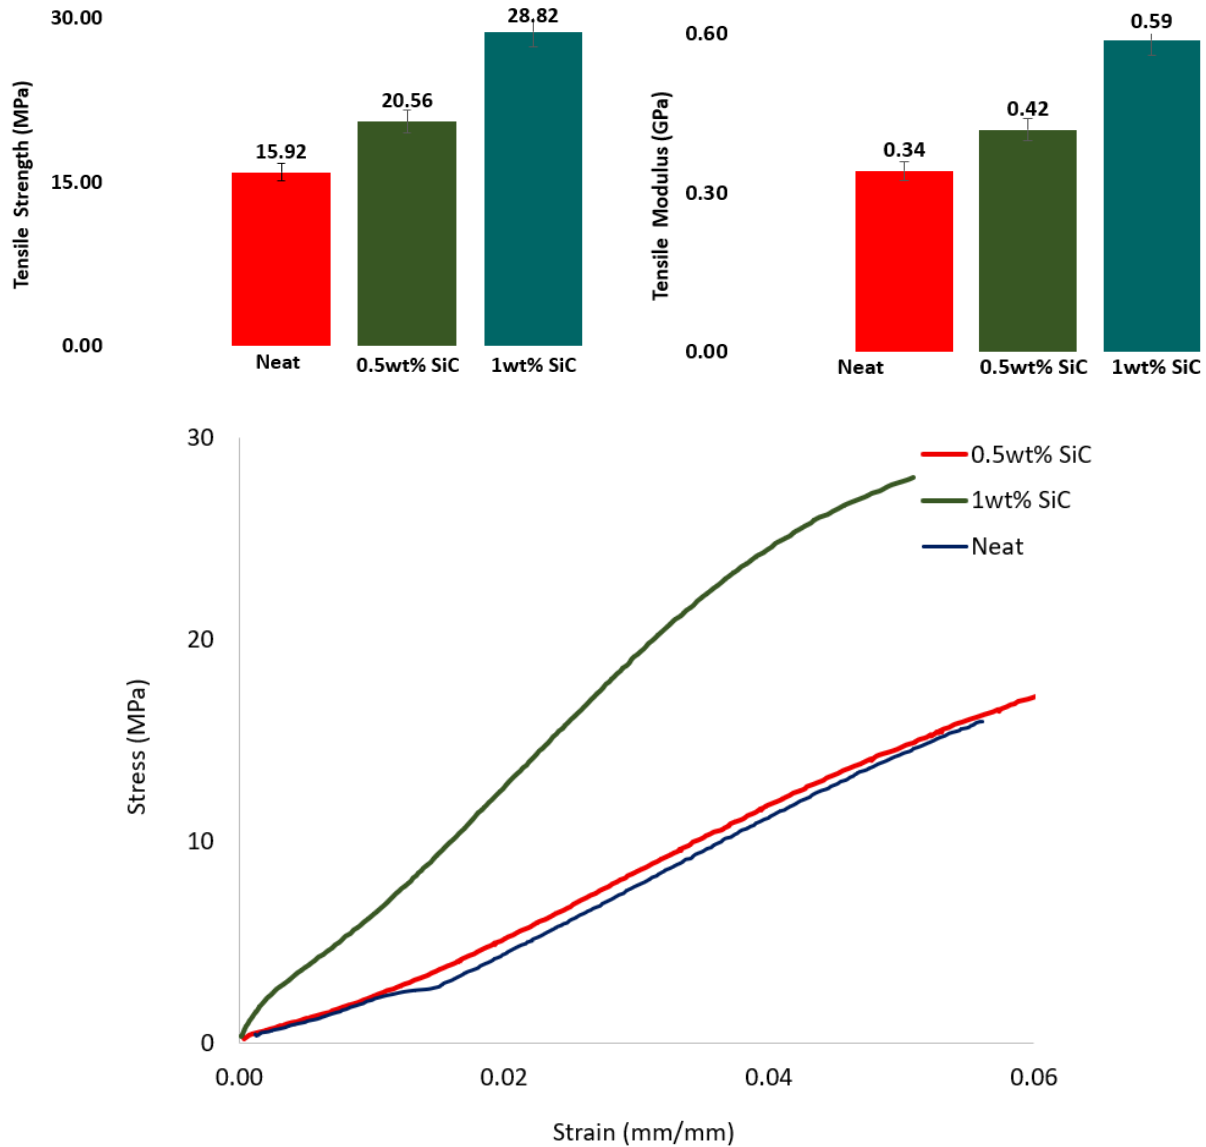 30.00
15.00
0.00
Tensile Strength (MPa)
15.92
20.56
28.82
Neat
0.5wt% SiC
1wt% SiC
0.60
0.30
0.00
Tensile Modulus (GPa)
0.34
0.42
0.59
Neat
0.5wt% SiC
1wt% SiC
30
20
10
0
Stress (MPa)
0.5wt% SiC
1wt% SiC
Neat
0.00
0.02
0.04
0.06
Strain (mm/mm)